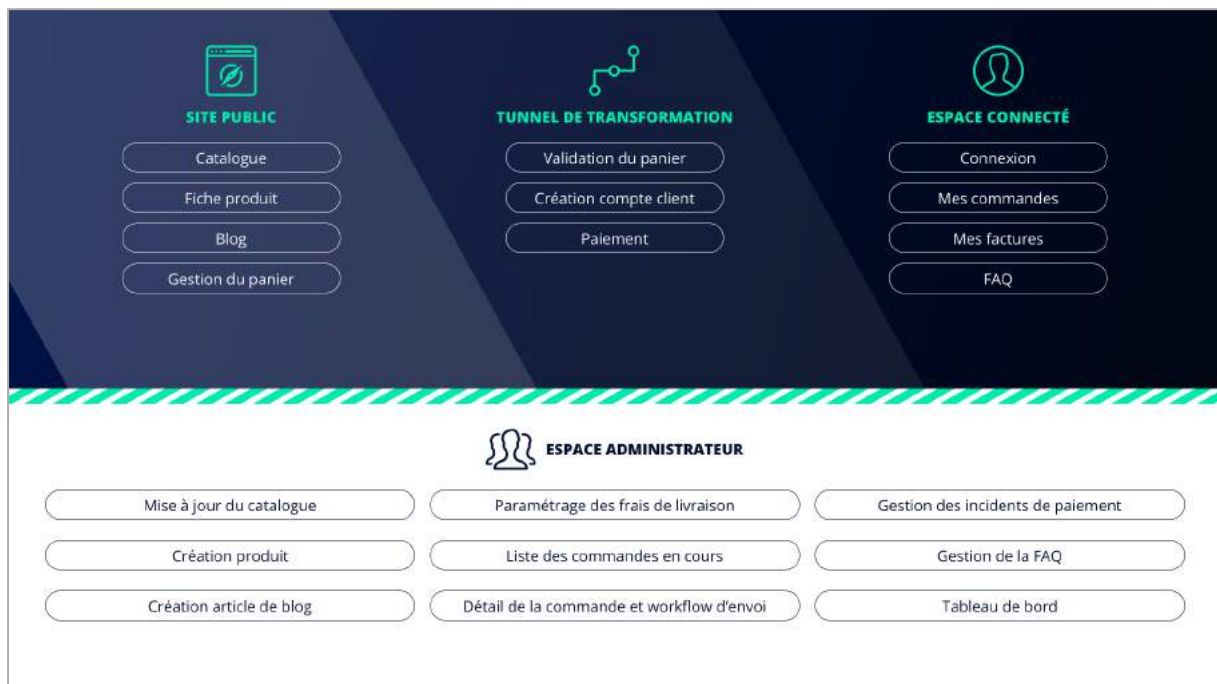 SITE PUBLIC
Catalogue
Fiche produit
Blog
Gestion du panier
TUNNEL DE TRANSFORMATION
Validation du panier
Création compte client
Paiement
ESPACE CONNECTÉ
Connexion
Mes commandes
Mes factures
FAQ
ESPACE ADMINISTRATEUR
Mise à jour du catalogue
Création produit
Création article de blog
Paramétrage des frais de livraison
Liste des commandes en cours
Détail de la commande et workflow d'envoi
Gestion des incidents de paiement
Gestion de la FAQ
Tableau de bord